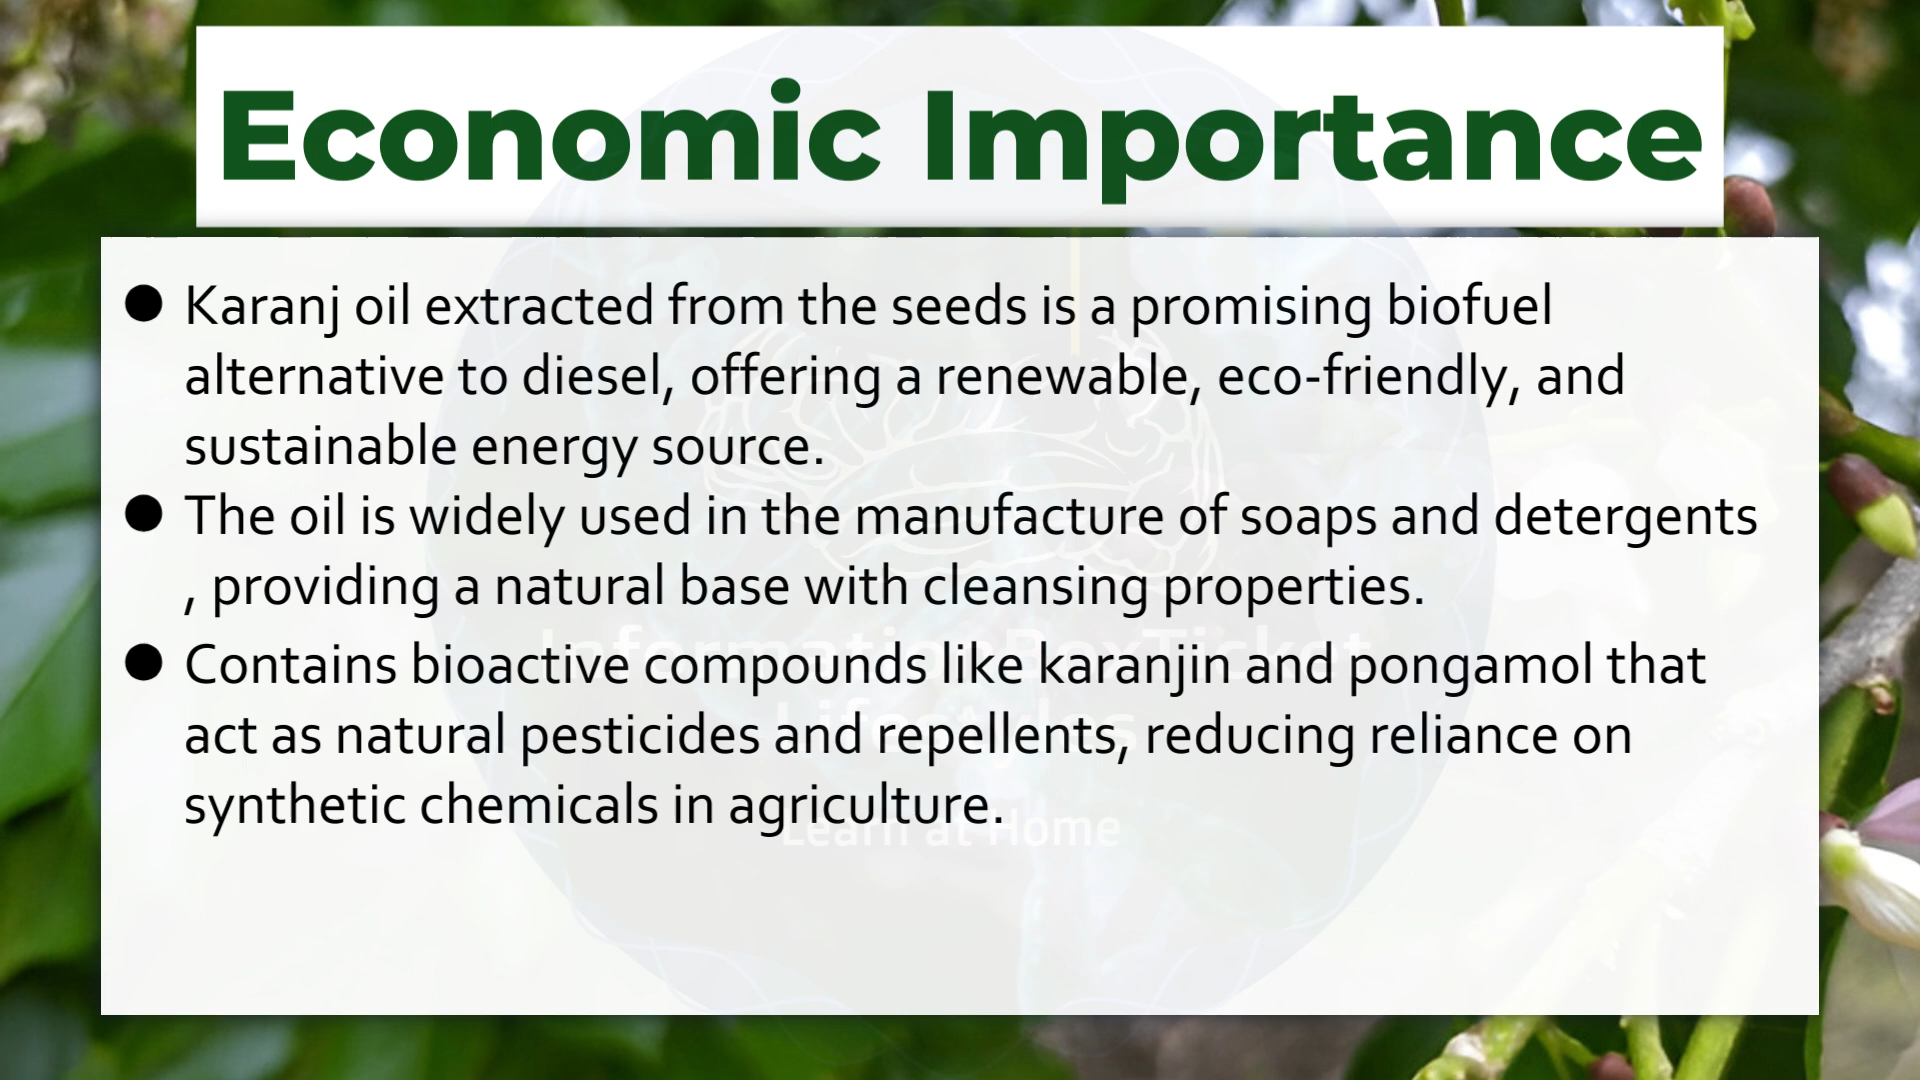 Economic Importance
● Karanj oil extracted from the seeds is a promising biofuel
alternative to diesel, offering a renewable, eco-friendly, and
sustainable energy source.
● The oil is widely used in the manufacture of soaps and detergents
, providing a natural base with cleansing properties.
InformationBoxTicket
● Contains bioactive compounds like karanjin and pongamol that
Lifestyles
act as natural pesticides and repellents, reducing reliance on
synthetic chemicals in agriculture.
Learn at Home